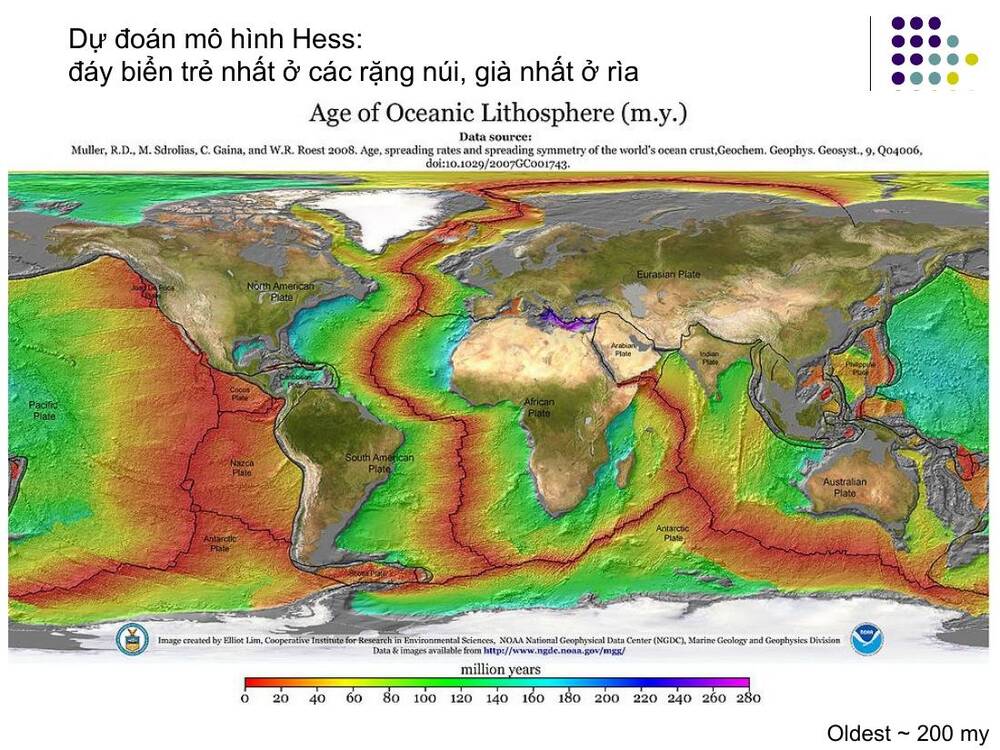 Dự đoán mô hình Hess:
đáy biển trẻ nhất ở các rặng núi, già nhất ở rìa
Age of Oceanic Lithosphere (m.y.)
Data source:
Muller, R.D., M. Sdrolias, C. Gaina, and W.R. Roest 2008. Age, spreading rates and spreading symmetry of the world's ocean crust,Geochem. Geophys. Geosyst., 9, Q04006,
doi:10.1029/2007GC001743.
Eurasian Plate
North American
Plate
Arabian
Plate
Indian
Plate
Philippine
Plate
Cocos
Plate
Pacific
Plate
African
Plate
South American
Plate
Nazca
Plate
Australian
Plate
Antarctic
Plate
Antarctic
Plate
Scotia Plate
Image created by Elliot Lim, Cooperative Institute for Research in Environmental Sciences, NOAA National Geophysical Data Center (NGDC), Marine Geology and Geophysics Division
Data & images available from http://www.ngdc.noaa.gov/mgg/
NOAA
million years
0 20 40 60 80 100 120 140 160 180 200 220 240 260 280
Oldest ~ 200 my